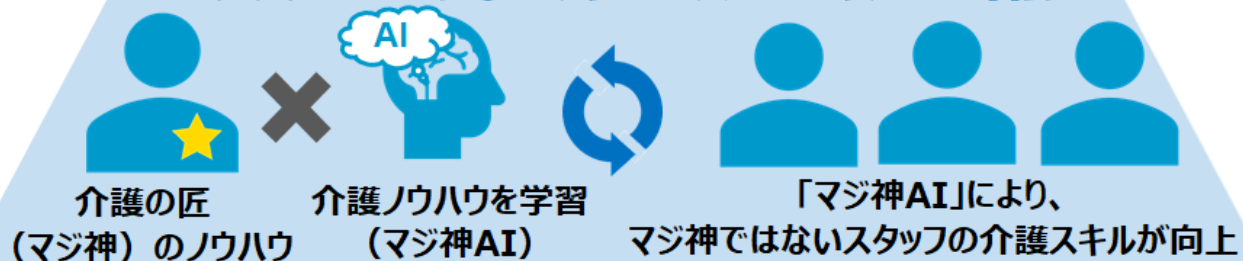 AI
介護の匠
（マジ神）のノウハウ
介護ノウハウを学習
（マジ神AI）
「マジ神AI」により、
マジ神ではないスタッフの介護スキルが向上